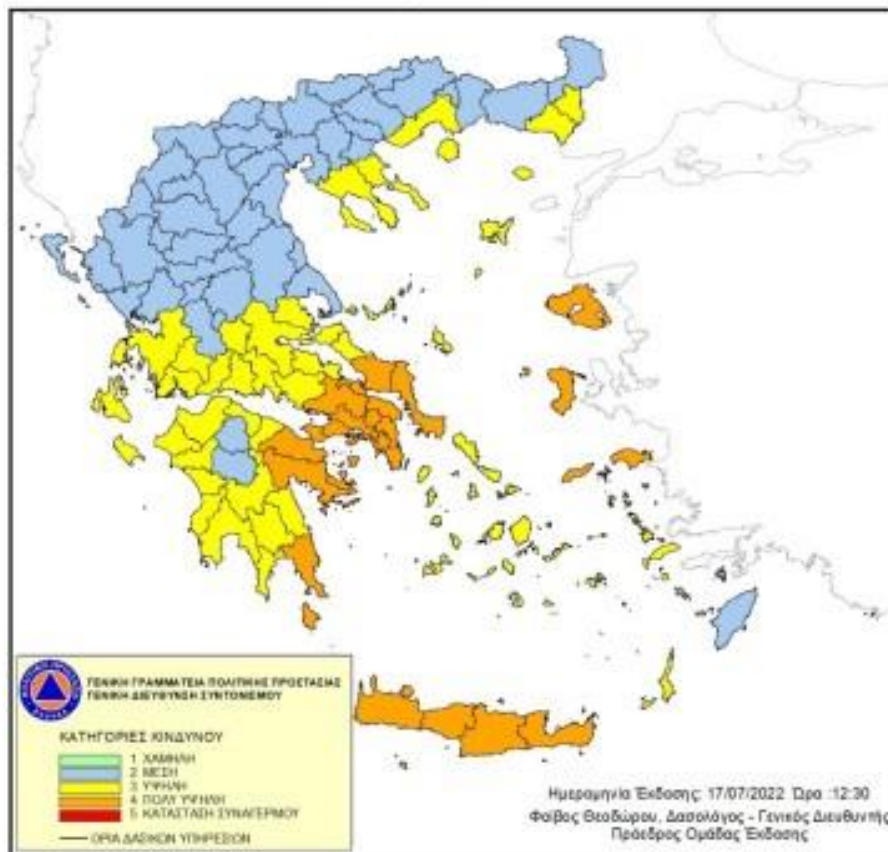 ΓΕΝΙΚΗ ΓΡΑΜΜΑΤΕΙΑ ΠΟΛΙΤΙΚΗΣ ΠΡΟΣΤΑΣΙΑΣ
ΓΕΝΙΚΗ ΔΙΕΥΘΥΝΣΗ ΣΥΝΤΟΝΙΣΜΟΥ
ΚΑΤΗΓΟΡΙΕΣ ΚΙΝΔΥΝΟΥ
1 ΧΑΜΗΛΗ
2 ΜΕΣΗ
3 ΥΨΗΛΗ
4 ΠΟΛΥ ΥΨΗΛΗ
5 ΚΑΤΑΣΤΑΣΗ ΣΥΝΑΓΕΡΜΟΥ
ΟΡΙΑ ΔΑΣΙΚΩΝ ΥΠΗΡΕΣΙΩΝ
Ημερομηνία Έκδοσης: 17/07/2022 Ώρα :12:30
Φοίβος Θεοδώρου, Δασολόγος - Γενικός Διευθυντής
Πρόεδρος Ομάδας Έκδοσης